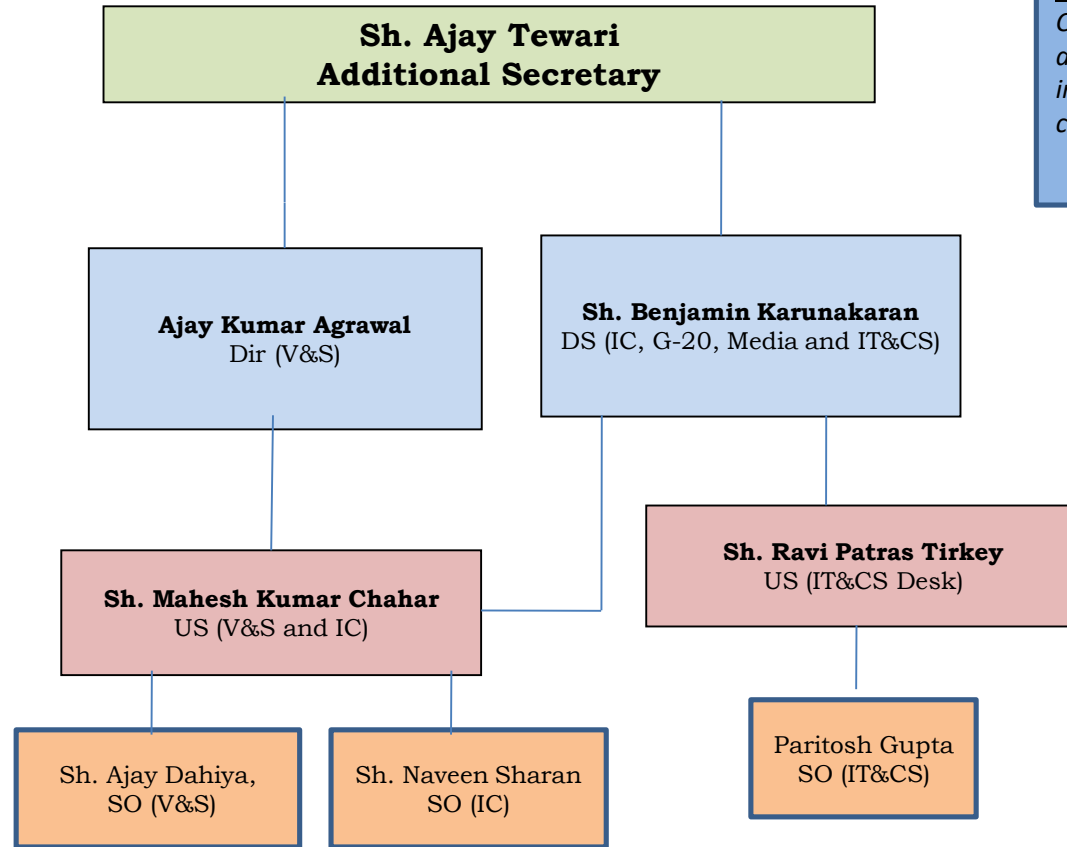 Sh. Ajay Tewari
Additional Secretary
Ajay Kumar Agrawal
Dir (V&S)
Sh. Benjamin Karunakaran
DS (IC, G-20, Media and IT&CS)
Sh. Ravi Patras Tirkey
US (IT&CS Desk)
Sh. Mahesh Kumar Chahar
US (V&S and IC)
Sh. Ajay Dahiya,
SO (V&S)
Sh. Naveen Sharan
SO (IC)
Paritosh Gupta
SO (IT&CS)